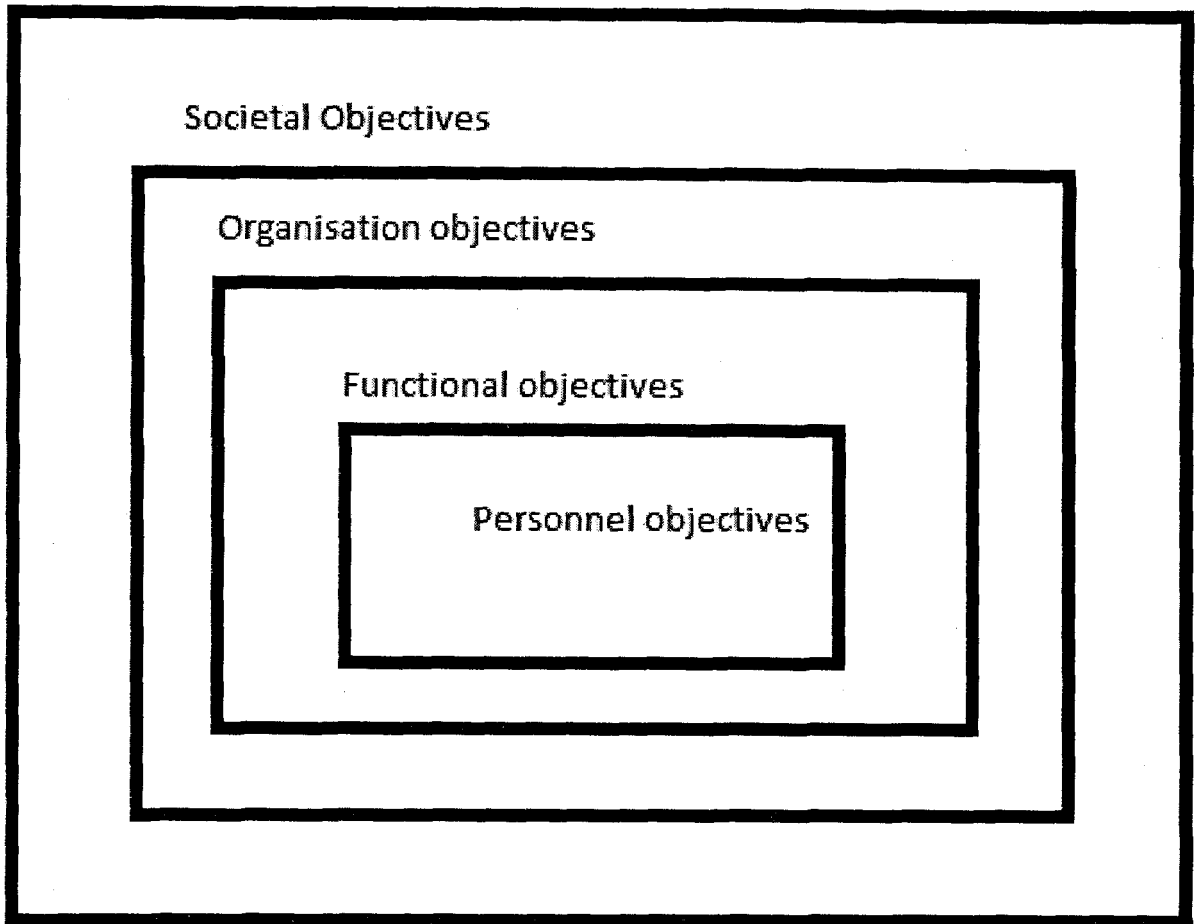 Societal Objectives
Organisation objectives
Functional objectives
Personnel objectives